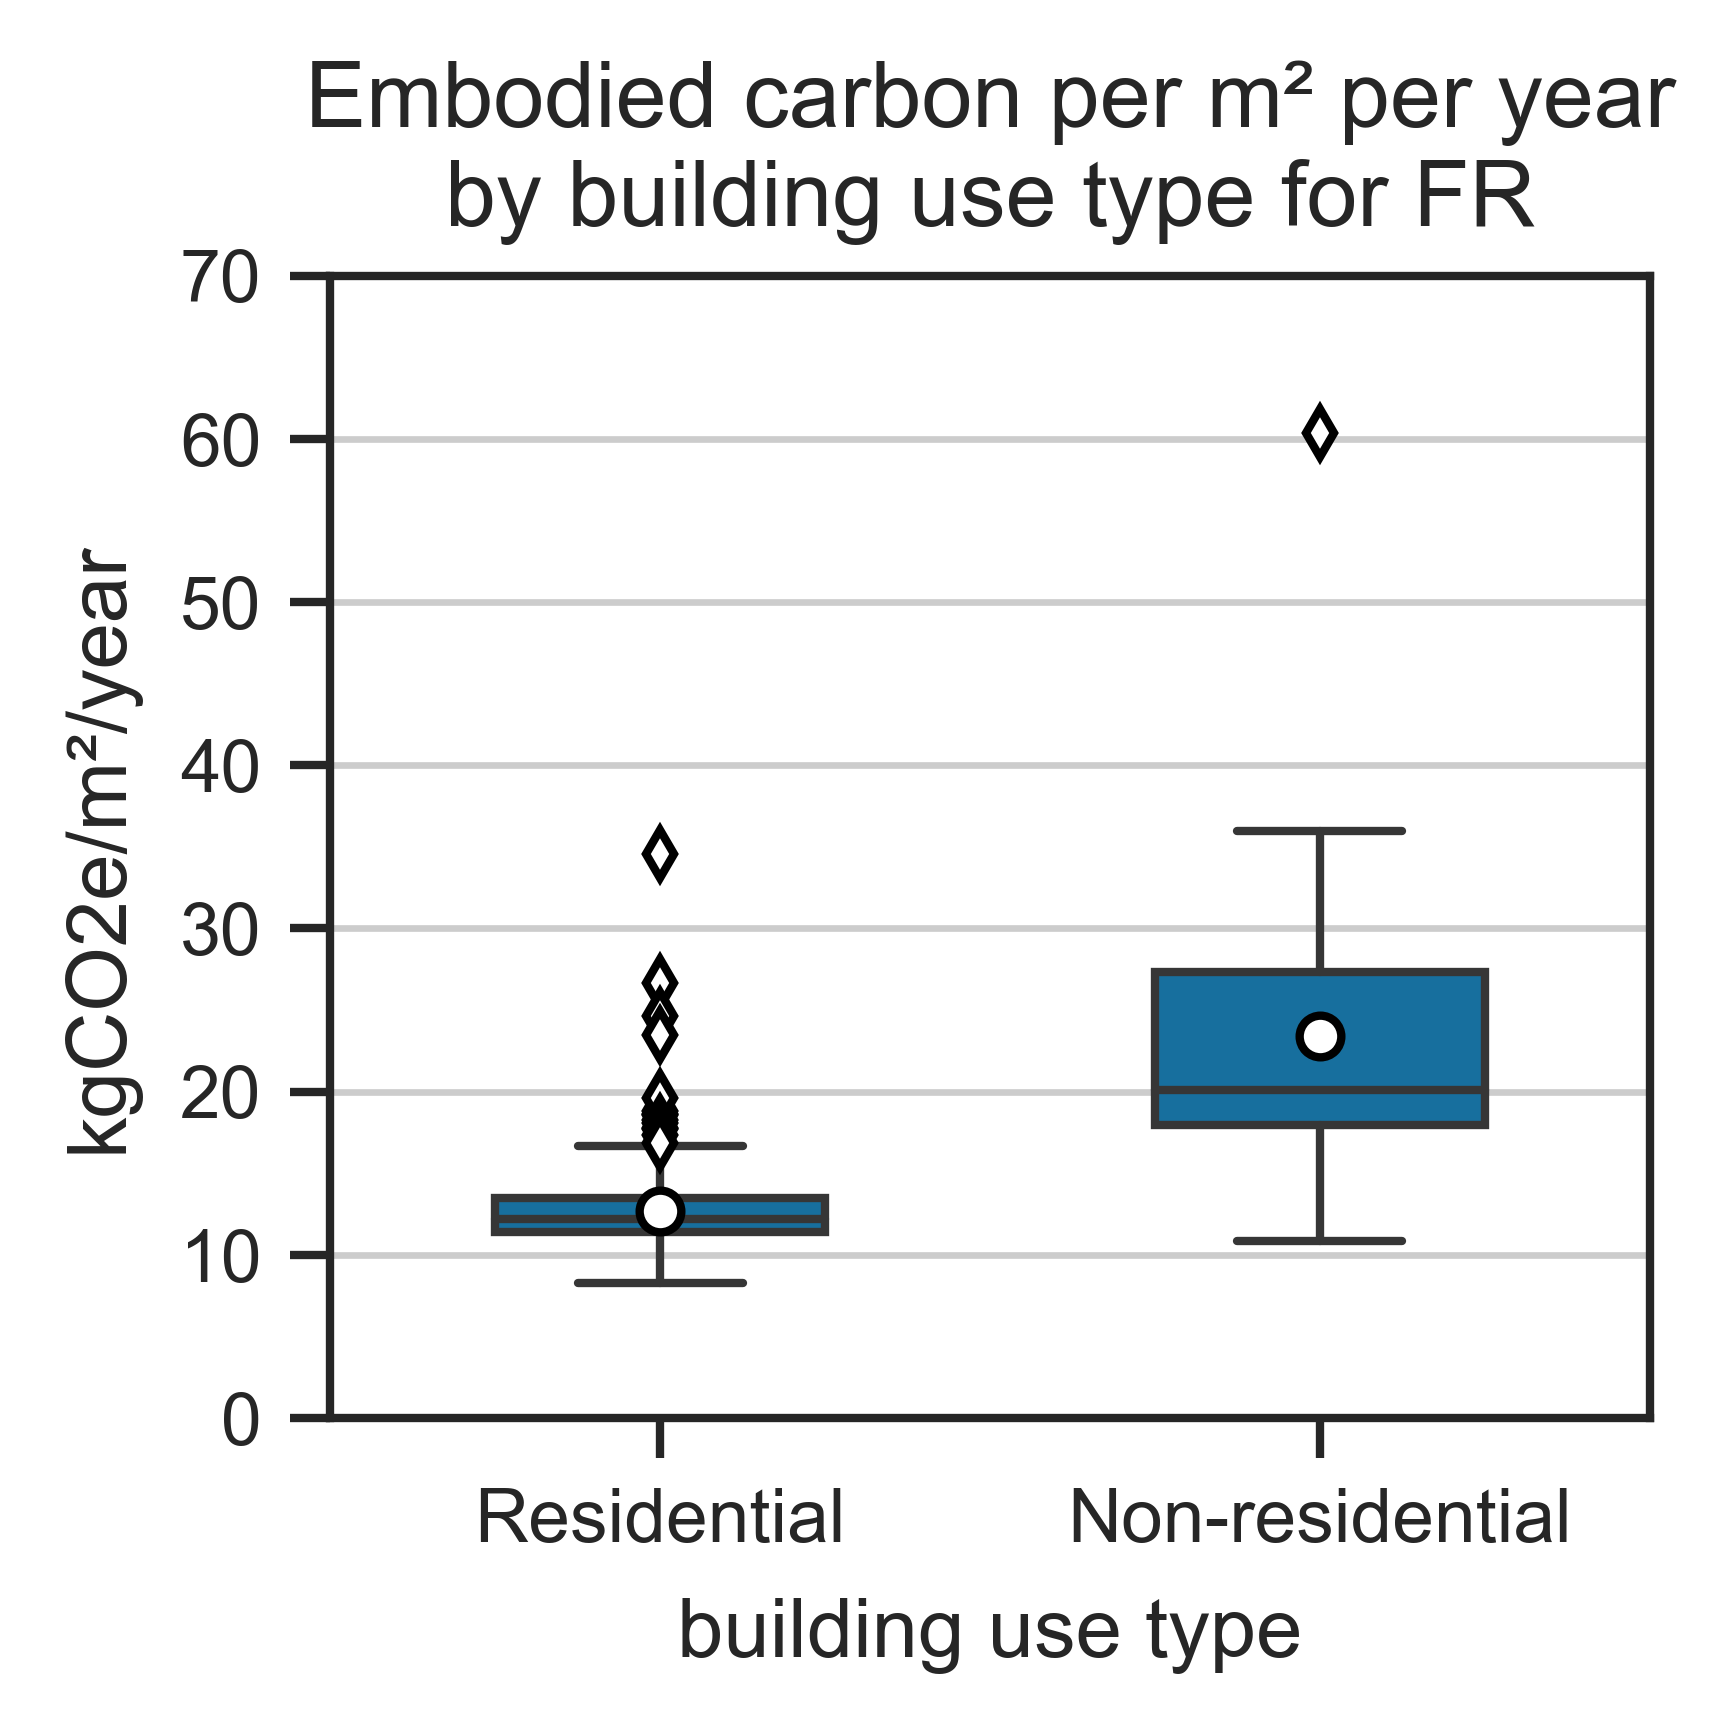 Embodied carbon per m² per year
by building use type for FR
70
60
50
40
30
20
10
0
kgCO2e/m²/year
Residential
Non-residential
building use type